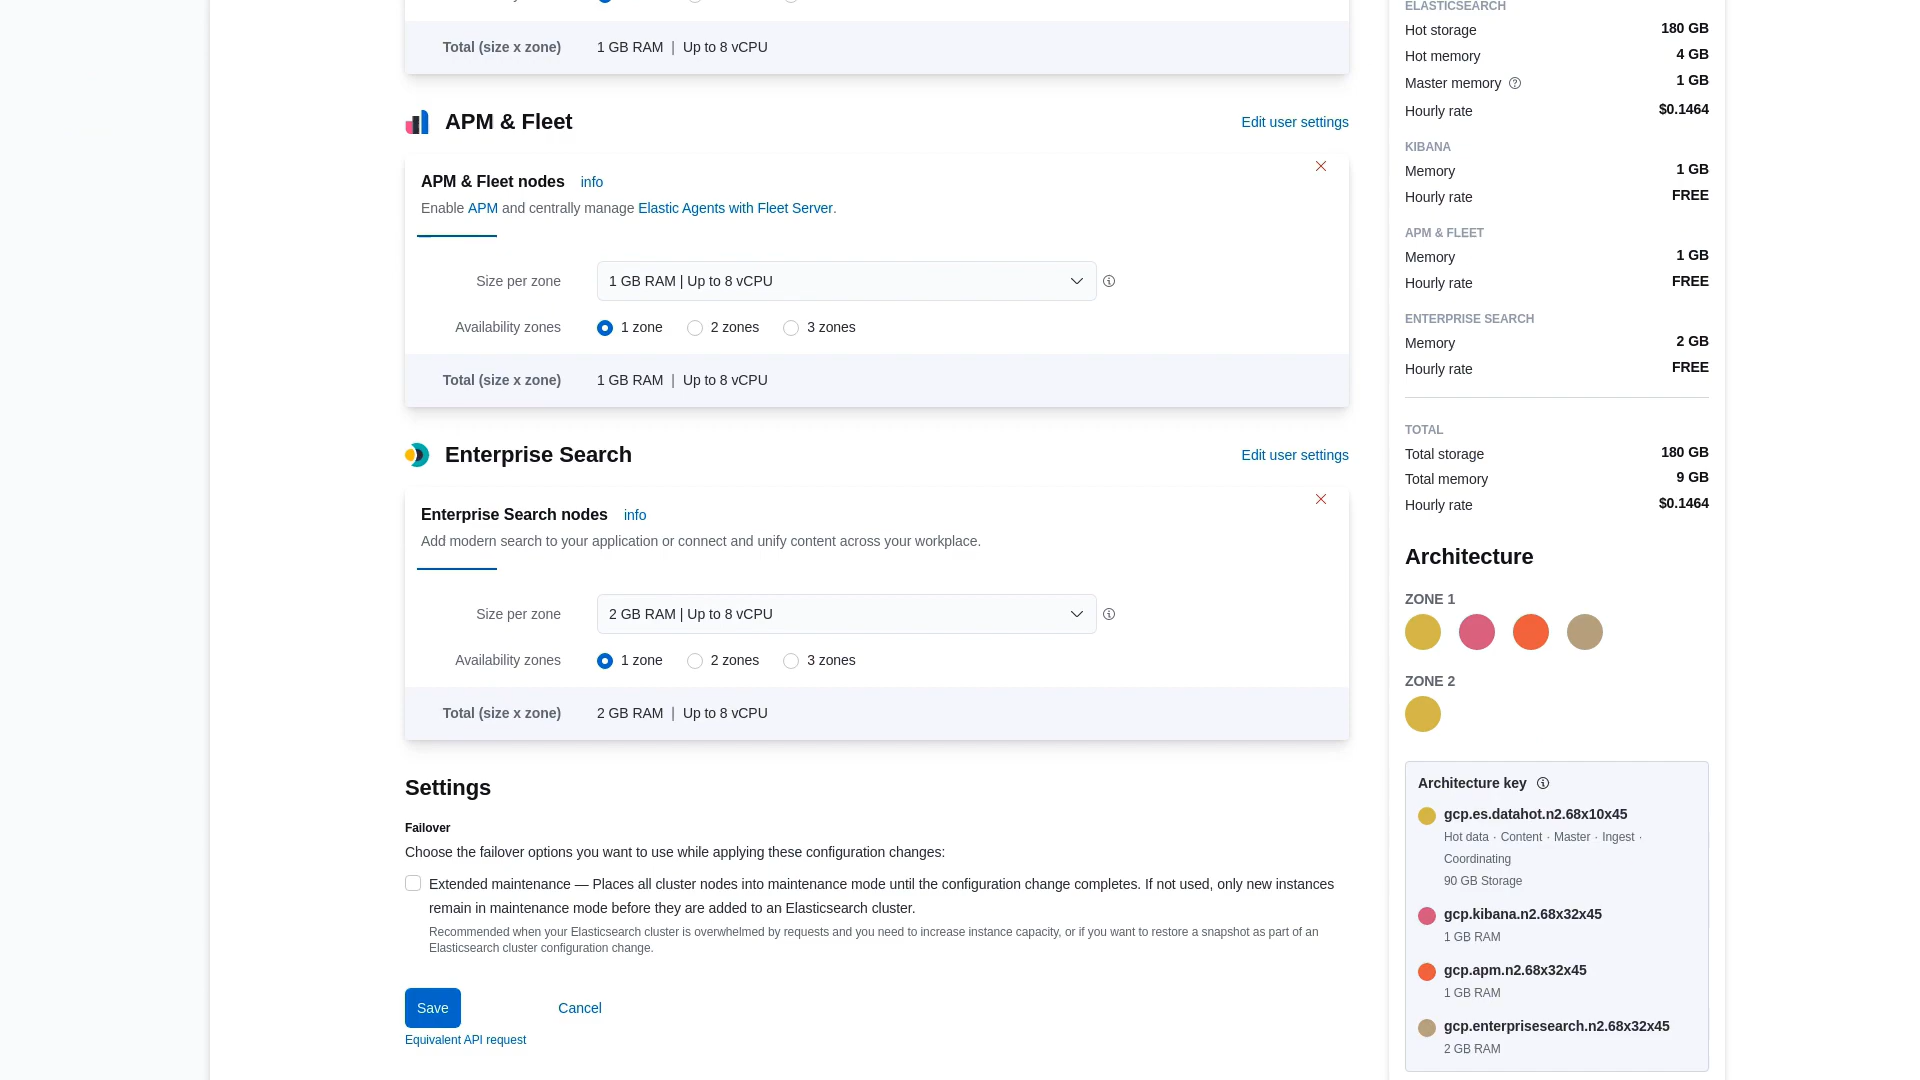 Total (size x zone) 1 GB RAM | Up to 8 vCPU
APM & Fleet Edit user settings
APM & Fleet nodes info
Enable APM and centrally manage Elastic Agents with Fleet Server.
Size per zone 1 GB RAM | Up to 8 vCPU
Availability zones 1 zone 2 zones 3 zones
Total (size x zone) 1 GB RAM | Up to 8 vCPU
Enterprise Search Edit user settings
Enterprise Search nodes info
Add modern search to your application or connect and unify content across your workplace.
Size per zone 2 GB RAM | Up to 8 vCPU
Availability zones 1 zone 2 zones 3 zones
Total (size x zone) 2 GB RAM | Up to 8 vCPU
Settings
Failover
Choose the failover options you want to use while applying these configuration changes:
Extended maintenance — Places all cluster nodes into maintenance mode until the configuration change completes. If not used, only new instances
remain in maintenance mode before they are added to an Elasticsearch cluster.
Recommended when your Elasticsearch cluster is overwhelmed by requests and you need to increase instance capacity, or if you want to restore a snapshot as part of an
Elasticsearch cluster configuration change.
Save Cancel
Equivalent API request
ELASTICSEARCH
Hot storage 180 GB
Hot memory 4 GB
Master memory 1 GB
Hourly rate $0.1464
KIBANA
Memory 1 GB
Hourly rate FREE
APM & FLEET
Memory 1 GB
Hourly rate FREE
ENTERPRISE SEARCH
Memory 2 GB
Hourly rate FREE
TOTAL
Total storage 180 GB
Total memory 9 GB
Hourly rate $0.1464
Architecture
ZONE 1
ZONE 2
Architecture key
gcp.es.datahot.n2.68x10x45
Hot data · Content · Master · Ingest ·
Coordinating
90 GB Storage
gcp.kibana.n2.68x32x45
1 GB RAM
gcp.apm.n2.68x32x45
1 GB RAM
gcp.enterprisesearch.n2.68x32x45
2 GB RAM